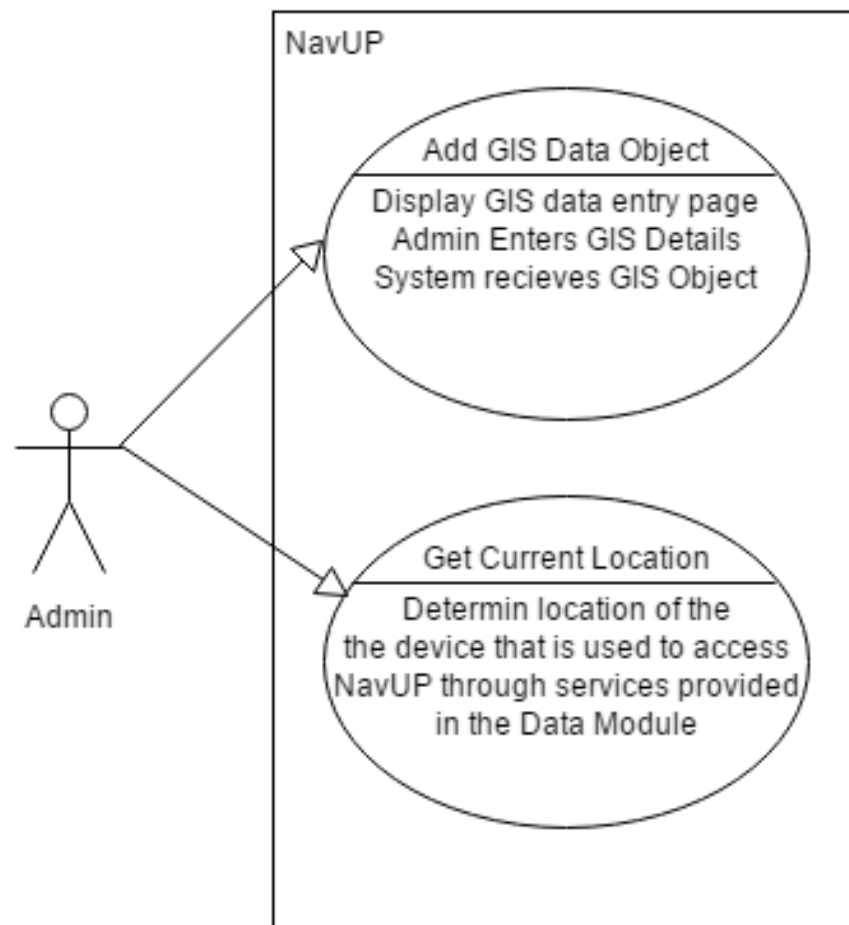 NavUP
Add GIS Data Object
Display GIS data entry page
Admin Enters GIS Details
System recieves GIS Object
Admin
Get Current Location
Determin location of the
the device that is used to access
NavUP through services provided
in the Data Module